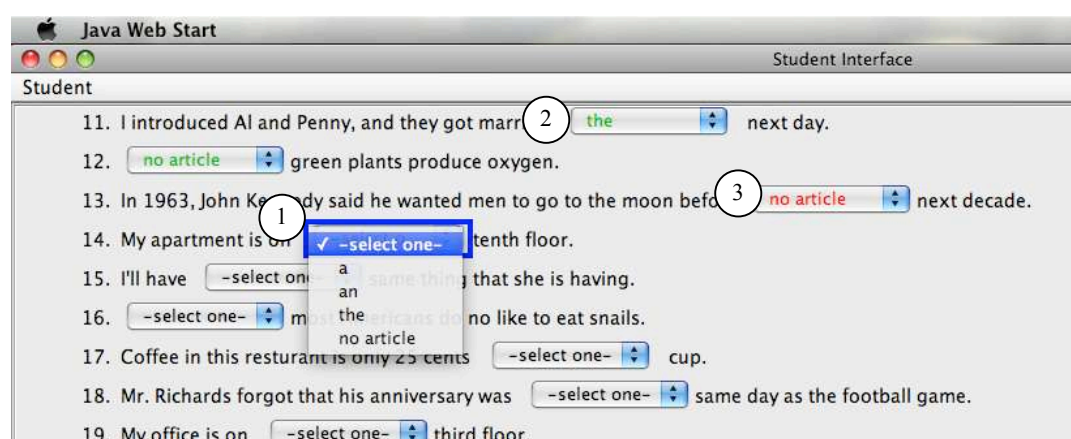 Java Web Start
Student Interface
Student
11. I introduced Al and Penny, and they got marr 2 the next day.
12. no article green plants produce oxygen.
13. In 1963, John Kennedy said he wanted men to go to the moon befo 3 no article next decade.
1
14. My apartment is on ✓ -select one- tenth floor.
a
an
the
no article
15. I'll have -select one- same thing that she is having.
16. -select one- most Americans do no like to eat snails.
17. Coffee in this resturant is only 25 cents -select one- cup.
18. Mr. Richards forgot that his anniversary was -select one- same day as the football game.
19. My office is on -select one- third floor.